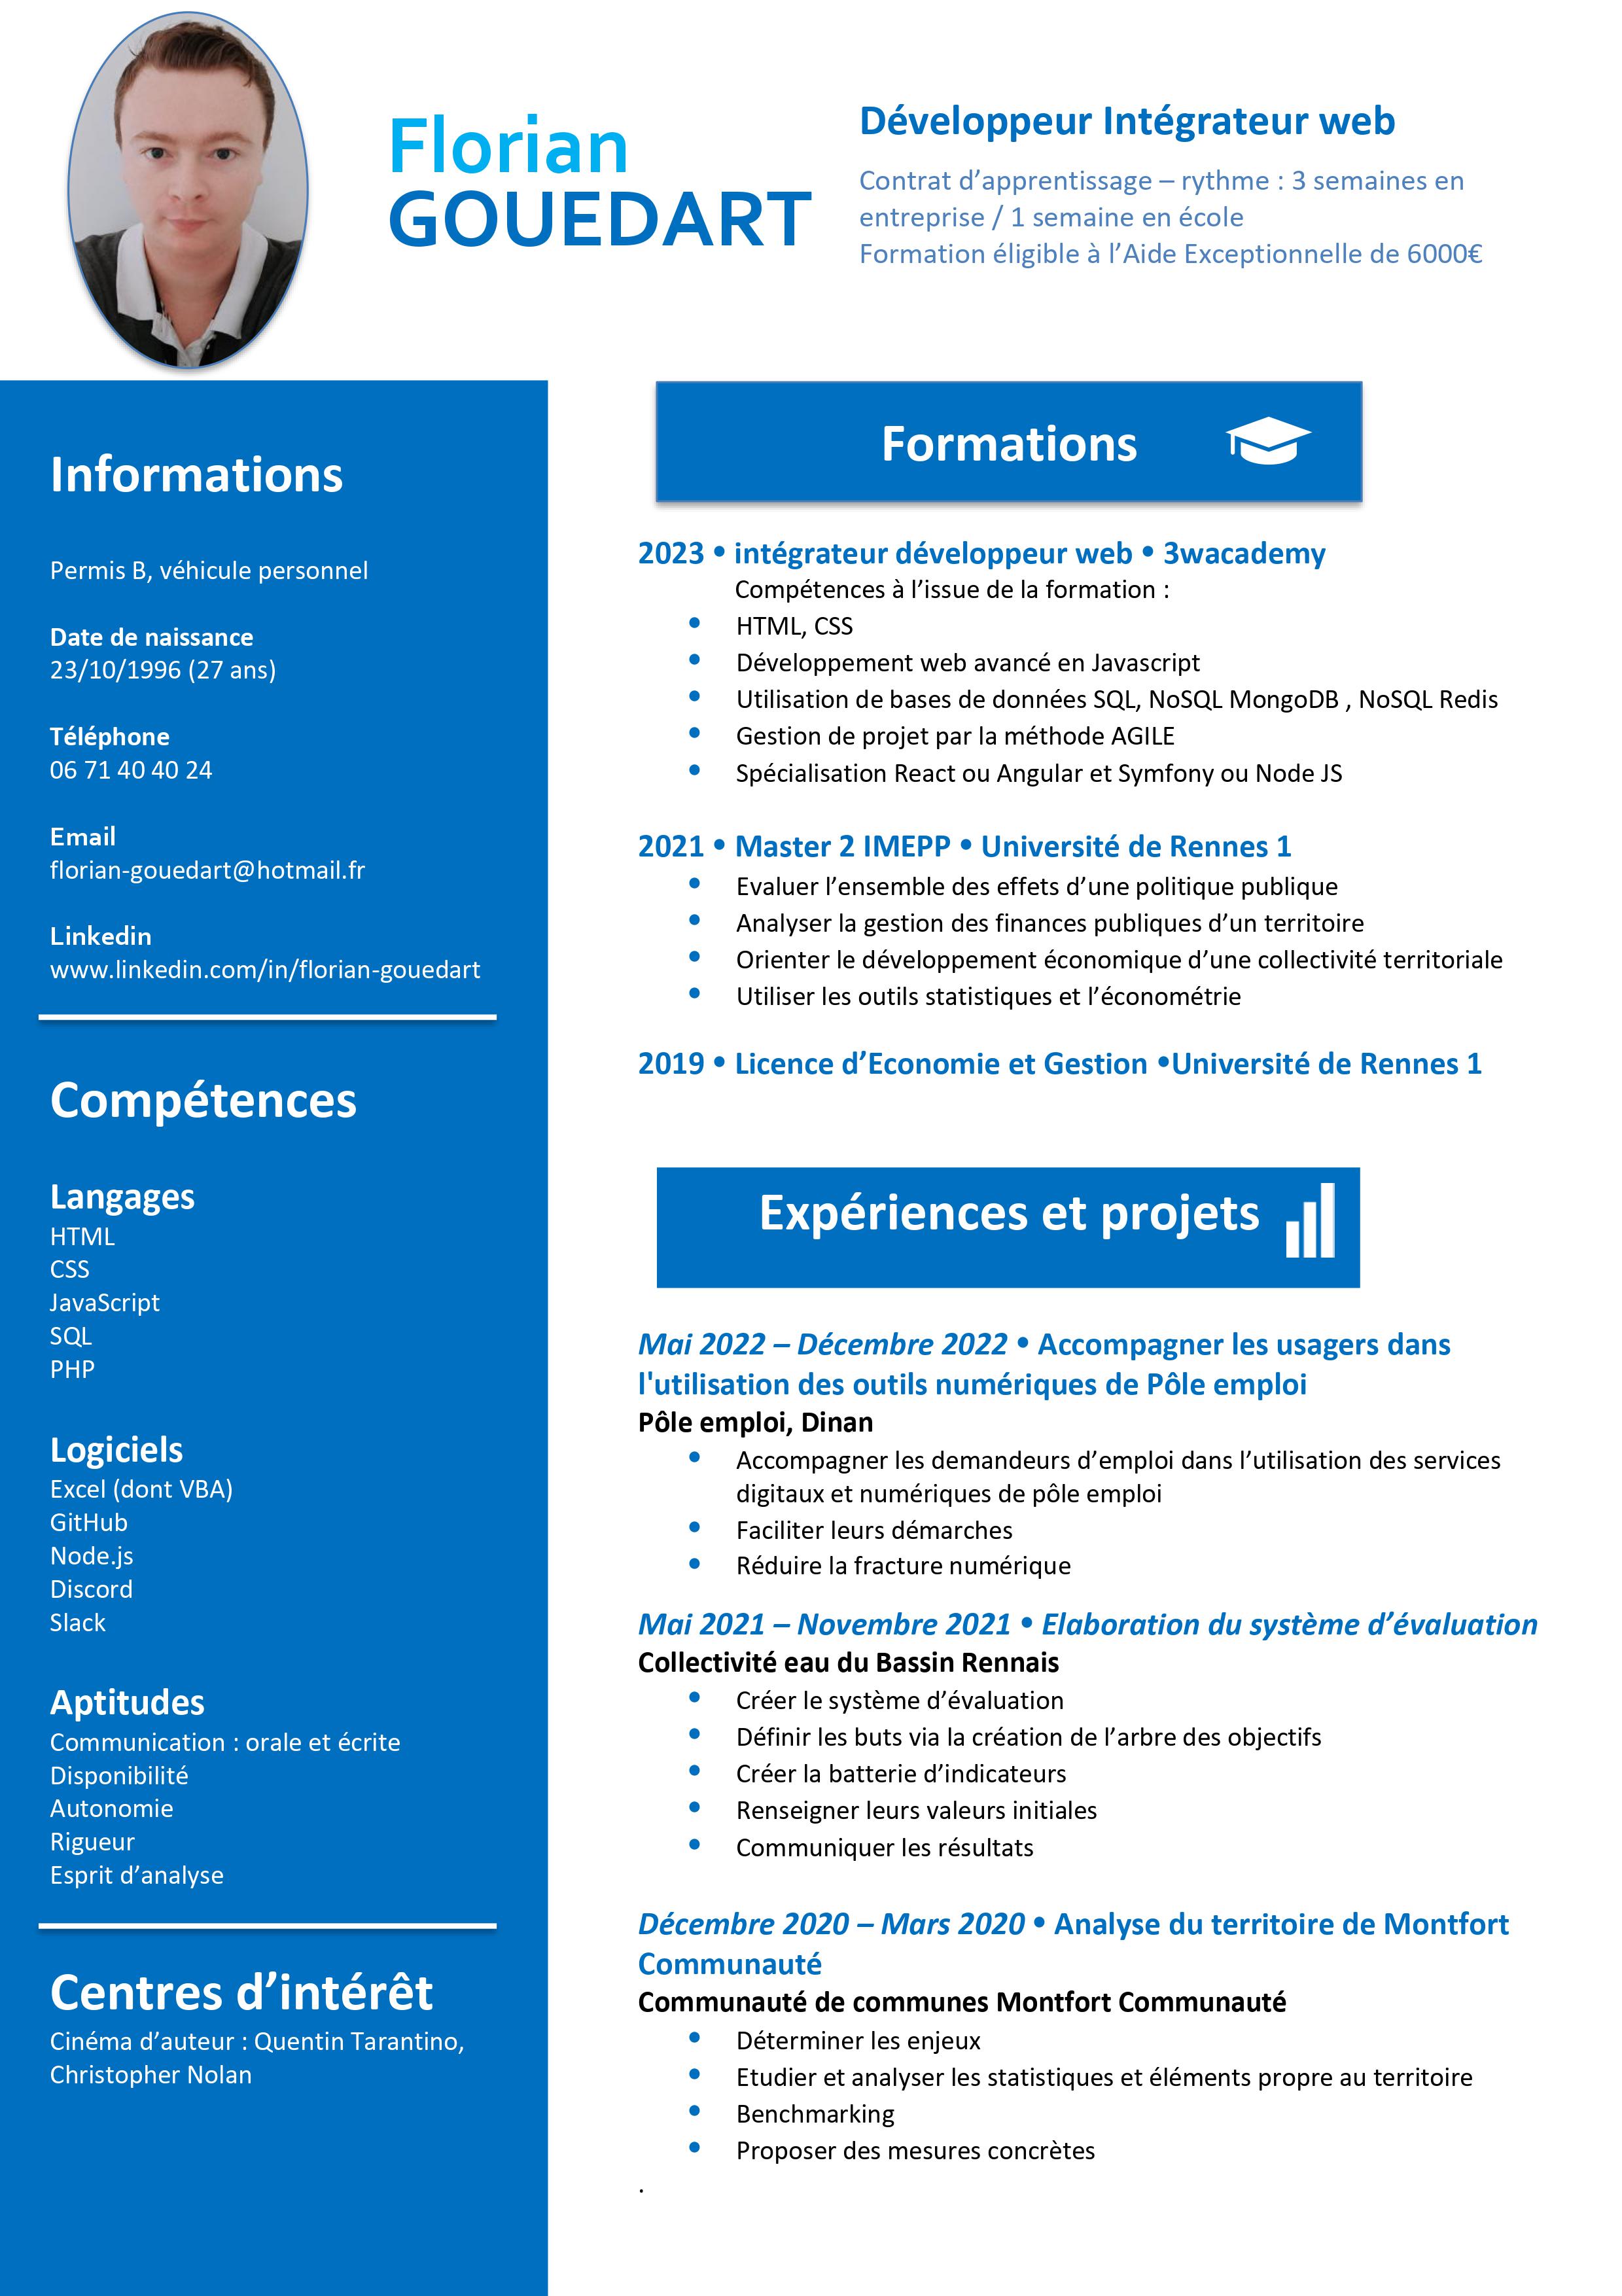 Florian
GOUEDART
Développeur Intégrateur web
Contrat d’apprentissage – rythme : 3 semaines en
entreprise / 1 semaine en école
Formation éligible à l’Aide Exceptionnelle de 6000€
Informations
Permis B, véhicule personnel
Date de naissance
23/10/1996 (27 ans)
Téléphone
06 71 40 40 24
Email
florian-gouedart@hotmail.fr
Linkedin
www.linkedin.com/in/florian-gouedart
Compétences
Langages
HTML
CSS
JavaScript
SQL
PHP
Logiciels
Excel (dont VBA)
GitHub
Node.js
Discord
Slack
Aptitudes
Communication : orale et écrite
Disponibilité
Autonomie
Rigueur
Esprit d’analyse
Centres d’intérêt
Cinéma d’auteur : Quentin Tarantino,
Christopher Nolan
Formations
2023 • intégrateur développeur web • 3wacademy
Compétences à l’issue de la formation :
• HTML, CSS
• Développement web avancé en Javascript
• Utilisation de bases de données SQL, NoSQL MongoDB , NoSQL Redis
• Gestion de projet par la méthode AGILE
• Spécialisation React ou Angular et Symfony ou Node JS
2021 • Master 2 IMEPP • Université de Rennes 1
• Evaluer l’ensemble des effets d’une politique publique
• Analyser la gestion des finances publiques d’un territoire
• Orienter le développement économique d’une collectivité territoriale
• Utiliser les outils statistiques et l’économétrie
2019 • Licence d’Economie et Gestion •Université de Rennes 1
Expériences et projets
Mai 2022 – Décembre 2022 • Accompagner les usagers dans
l'utilisation des outils numériques de Pôle emploi
Pôle emploi, Dinan
• Accompagner les demandeurs d’emploi dans l’utilisation des services
digitaux et numériques de pôle emploi
• Faciliter leurs démarches
• Réduire la fracture numérique
Mai 2021 – Novembre 2021 • Elaboration du système d’évaluation
Collectivité eau du Bassin Rennais
• Créer le système d’évaluation
• Définir les buts via la création de l’arbre des objectifs
• Créer la batterie d’indicateurs
• Renseigner leurs valeurs initiales
• Communiquer les résultats
Décembre 2020 – Mars 2020 • Analyse du territoire de Montfort
Communauté
Communauté de communes Montfort Communauté
• Déterminer les enjeux
• Etudier et analyser les statistiques et éléments propre au territoire
• Benchmarking
• Proposer des mesures concrètes
.